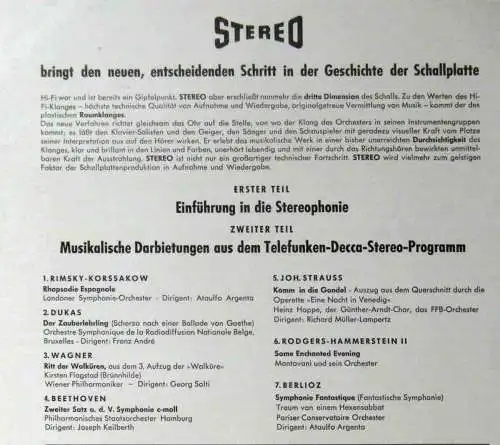 STEREO
bringt den neuen, entscheidenden Schritt in der Geschichte der Schallplatte
Hi-Fi war und ist bereits ein Gipfelpunkt. STEREO aber erschließt nunmehr die dritte Dimension des Schalls. Zu den Werten des Hi-
Fi-Klanges – höchste technische Qualität von Aufnahme und Wiedergabe, originalgetreue Vermittlung von Musik – kommt der des
plastischen Raumklanges.
Das neue Verfahren richtet gleichsam das Ohr auf die Stelle, von wo der Klang des Orchesters in seinen Instrumentengruppen
kommt; es läßt den Klavier-Solisten und den Geiger, den Sänger und den Schauspieler mit geradezu visueller Kraft vom Platze
seiner Interpretation aus auf den Hörer wirken. Er erlebt das musikalische Werk in einer bisher unerreichten Durchsichtigkeit des
Klanges, klar und brillant in den Linien und Farben, unerhört lebendig und mit einer durch das Richtungshören bewirkten unmittel-
baren Kraft der Ausstrahlung. STEREO ist nicht nur ein großartiger technischer Fortschritt. STEREO wird vielmehr zum geistigen
Faktor der Schallplattenproduktion in Aufnahme und Wiedergabe.
ERSTER TEIL
Einführung in die Stereophonie
ZWEITER TEIL
Musikalische Darbietungen aus dem Telefunken-Decca-Stereo-Programm
1. RIMSKY-KORSSAKOW
Rhapsodie Espagnole
Londoner Symphonie-Orchester - Dirigent: Ataulfo Argenta
2. DUKAS
Der Zauberlehrling (Scherzo nach einer Ballade von Goethe)
Orchestre Symphonique de la Radiodiffusion Nationale Belge,
Bruxelles - Dirigent: Franz André
3. WAGNER
Ritt der Walküren, aus dem 3. Aufzug der »Walküre«
Kirsten Flagstad (Brünnhilde)
Wiener Philharmoniker – Dirigent: Georg Solti
4. BEETHOVEN
Zweiter Satz a. d. V. Symphonie c-moll
Philharmonisches Staatsorchester Hamburg
Dirigent: Joseph Keilberth
5. JOH. STRAUSS
Komm in die Gondel - Auszug aus dem Querschnitt durch die
Operette »Eine Nacht in Venedig«
Heinz Hoppe, der Günther-Arndt-Chor, das FFB-Orchester
Dirigent: Richard Müller-Lampertz
6. RODGERS-HAMMERSTEIN II
Some Enchanted Evening
Mantovani und sein Orchester
7. BERLIOZ
Symphonie Fantastique (Fantastische Symphonie)
Traum von einem Hexensabbat
Pariser Conservatoire Orchester
Dirigent: Ataulfo Argenta